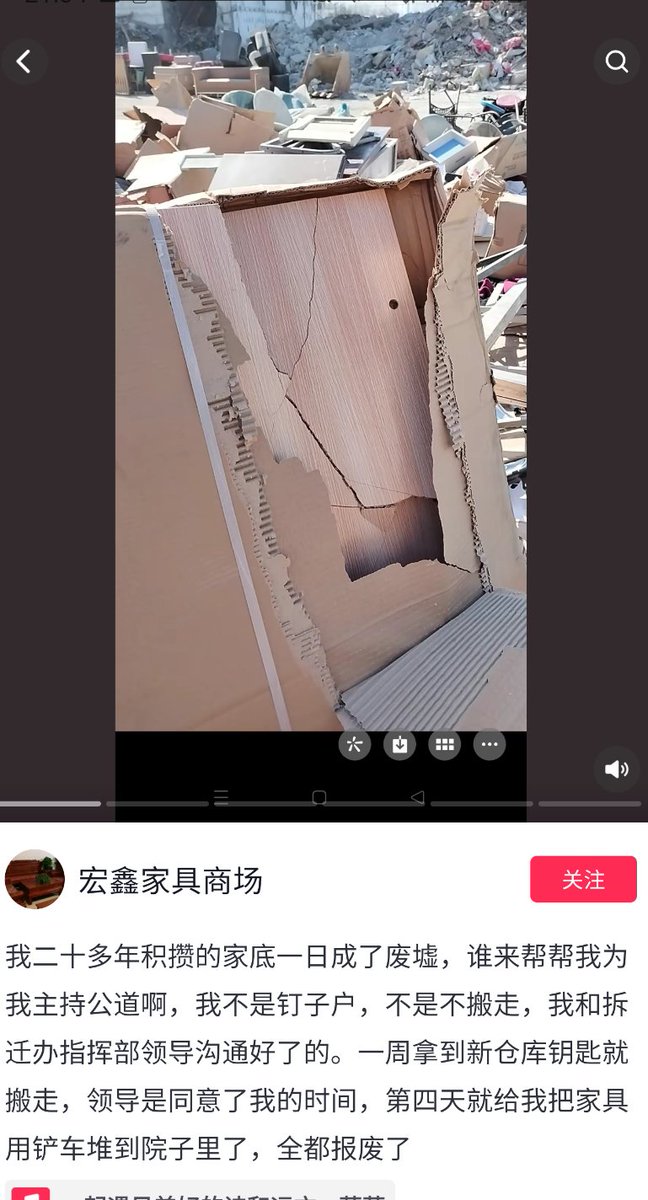 宏鑫家具商场
关注
我二十多年积攒的家底一日成了废墟，谁来帮帮我为
我主持公道啊，我不是钉子户，不是不搬走，我和拆
迁办指挥部领导沟通好了的。一周拿到新仓库钥匙就
搬走，领导是同意了我的时间，第四天就给我把家具
用铲车堆到院子里了，全都报废了